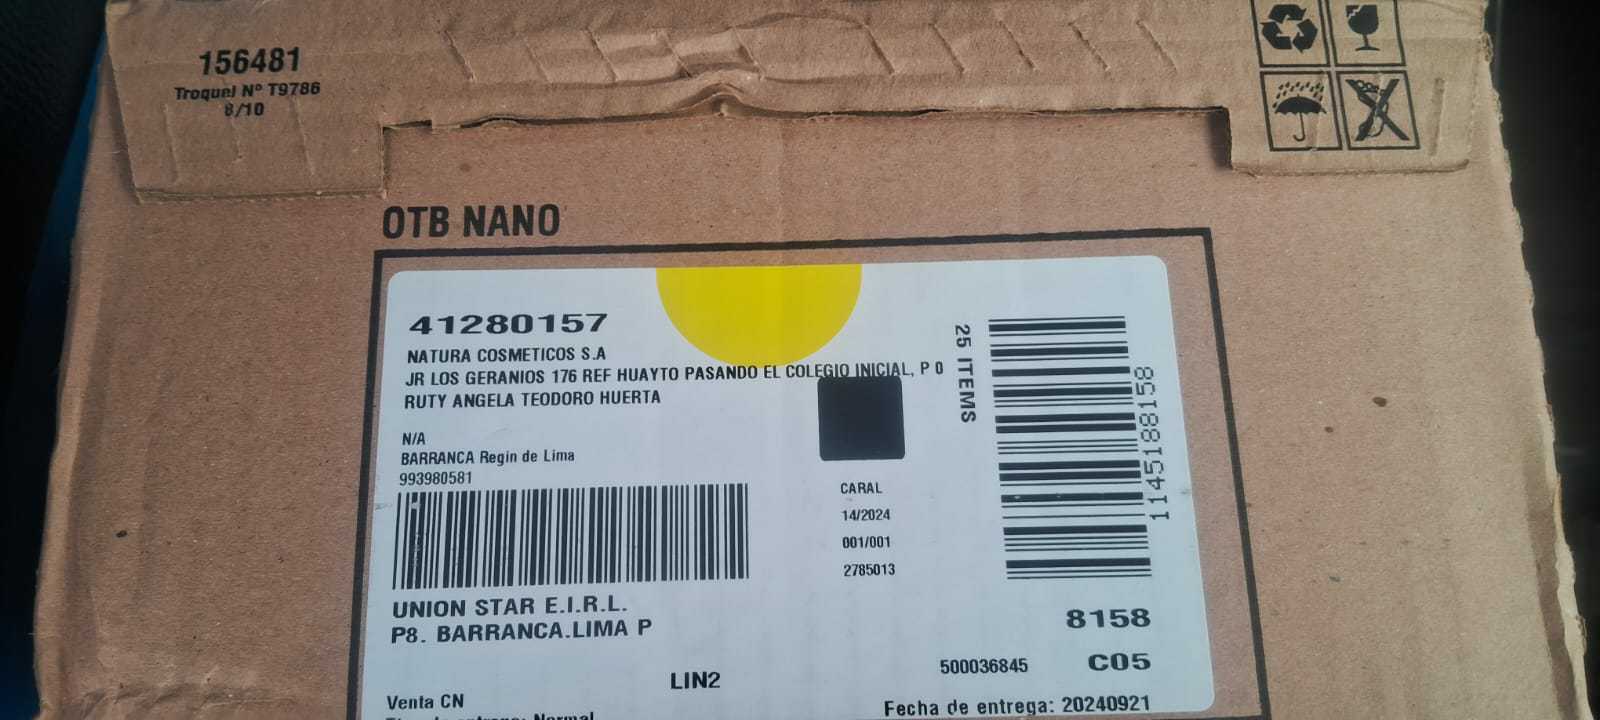 156481
Troquel Nº T9786
8/10
OTB NANO
41280157
NATURA COSMETICOS S.A
JR LOS GERANIOS 176 REF HUAYTO PASANDO EL COLEGIO INICIAL, P 0
RUTY ANGELA TEODORO HUERTA
N/A
BARRANCA Regin de Lima
993980581
25 ITEMS
1145188158
CARAL
14/2024
001/001
2785013
UNION STAR E.I.R.L.
P8. BARRANCA.LIMA P
8158
500036845 C05
LIN2
Venta CN
Fecha de entrega: 20240921
entrega: Normal